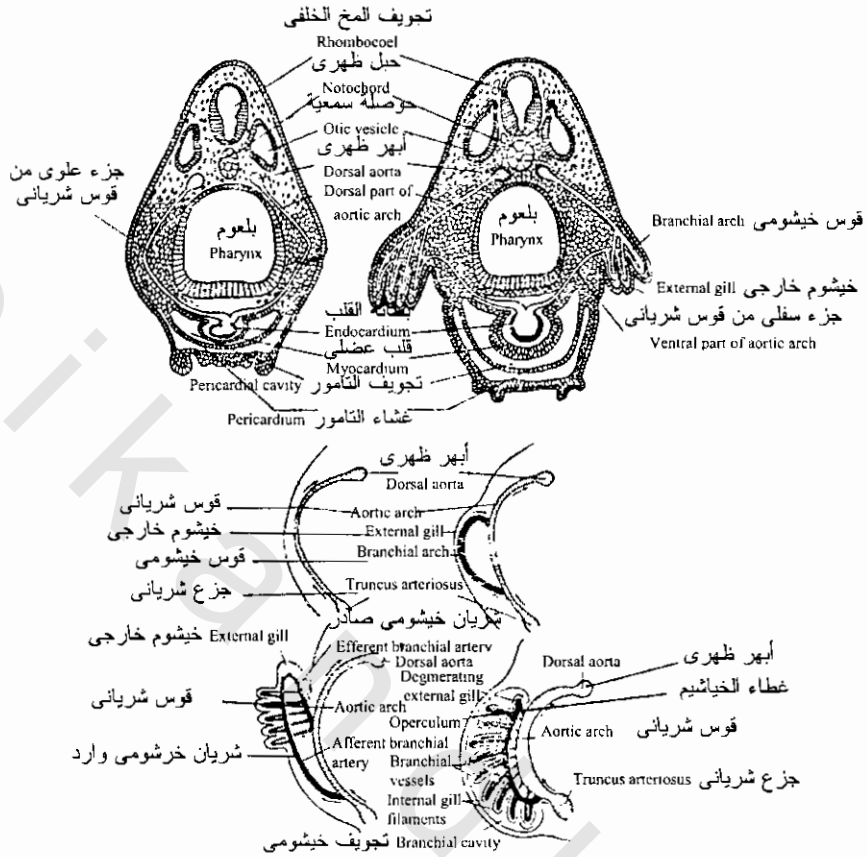 تجويف المخ الخلفى
Rhombocoel
حبل ظهرى
Notochord
حوصله سمعية
Otic vesicle
أبهر ظهرى
Dorsal aorta
Dorsal part of
aortic arch
جزء علوى من
قوس شريانى
بلعوم
Pharynx
بلعوم
Pharynx
Branchial arch قوس خيشومى
External gill خيشوم خارجى
جزء سفلى من قوس شريانى
Ventral part of aortic arch
بطانة القلب
Endocardium
قلب عضلى
Myocardium
Pericardial cavity تجويف التامور
Pericardium غشاء التامور
أبهر ظهرى
Dorsal aorta
قوس شريانى
Aortic arch
خيشوم خارجى
External gill
قوس خيشومى
Branchial arch
جزع شريانى
Truncus arteriosus
شريان خيشومى صادر
خيشوم خارجى External gill
Efferent branchial artery
Dorsal aorta
Degmerating
external gill
Dorsal aorta
أبهر ظهرى
غطاء الخياشيم
قوس شريانى
Aortic arch
Operculum
Aortic arch قوس شريانى
شريان خرشومى وارد
Afferent branchial
artery
Branchial
vessels
Truncus arteriosus جزع شريانى
Internal gill
filaments
تجويف خيشومى Branchial cavity